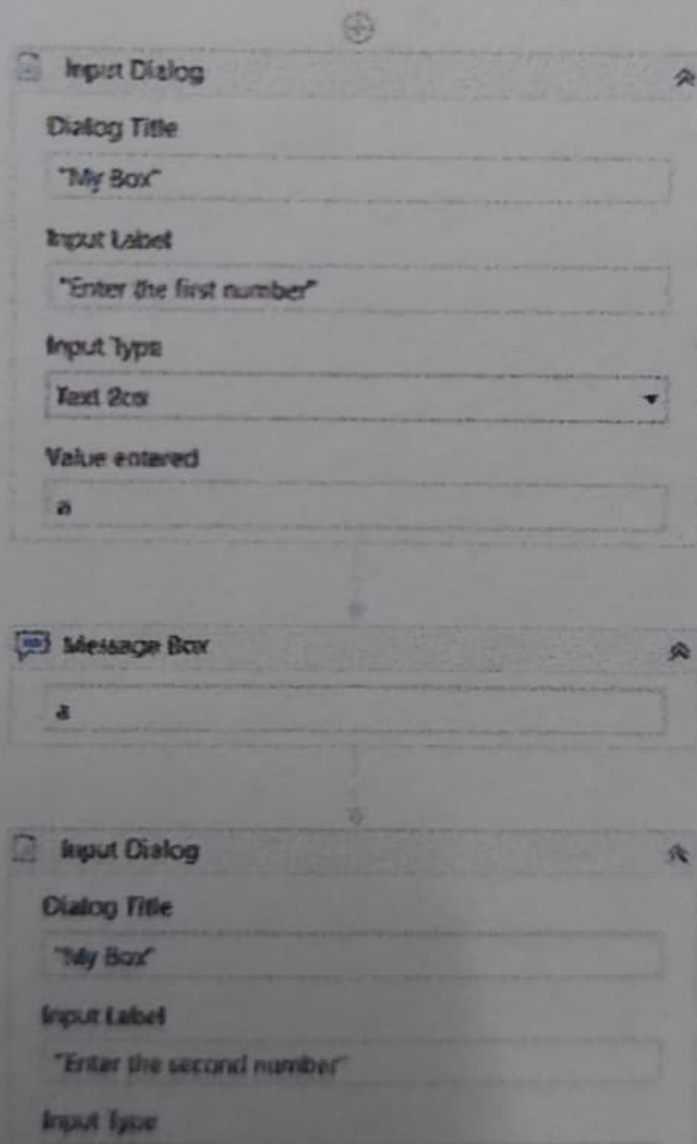 Input Dialog
Dialog Title
"My Box"
Input Label
"Enter the first number"
Input Type
Text Box
Value entered
a
Message Box
a
Input Dialog
Dialog Title
"My Box"
Input Label
"Enter the second number"
Input Type